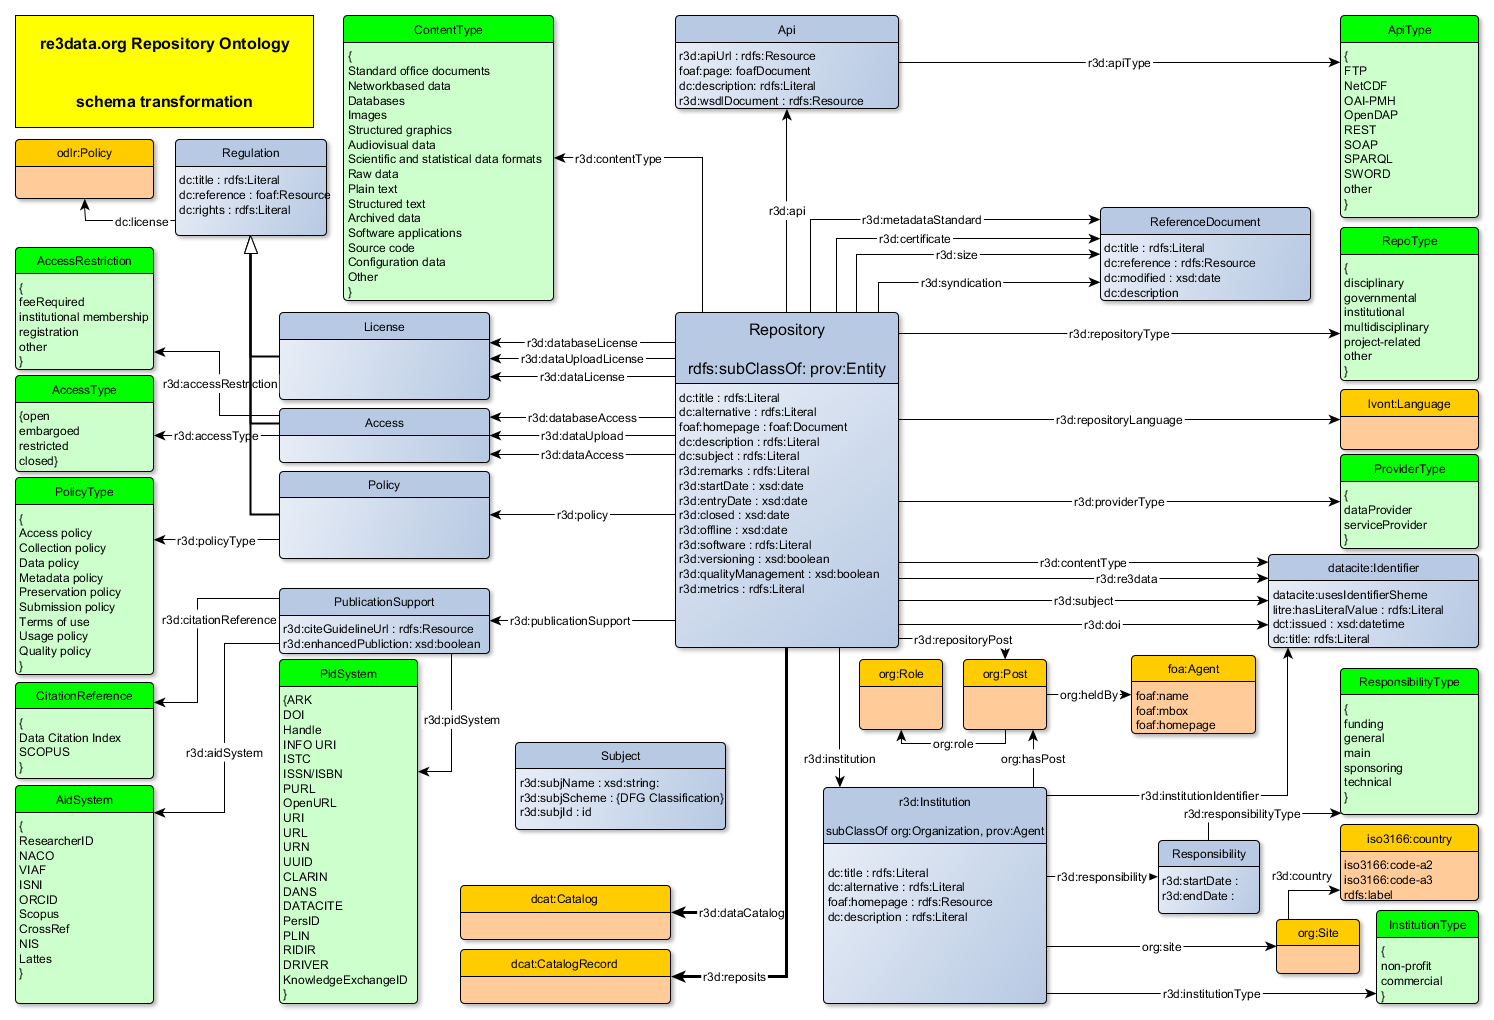 re3data.org Repository Ontology
schema transformation
ContentType
{
Standard office documents
Networkbased data
Databases
Images
Structured graphics
Audiovisual data
Scientific and statistical data formats
Raw data
Plain text
Structured text
Archived data
Software applications
Source code
Configuration data
Other
}
Api
r3d:apiUrl : rdfs:Resource
foaf:page: foafDocument
dc:description: rdfs:Literal
r3d:wsdlDocument : rdfs:Resource
r3d:apiType
ApiType
{
FTP
NetCDF
OAI-PMH
OpenDAP
REST
SOAP
SPARQL
SWORD
other
}
odlr:Policy
Regulation
dc:title : rdfs:Literal
dc:reference : foaf:Resource
dc:rights : rdfs:Literal
dc:license
r3d:contentType
r3d:api
r3d:metadataStandard
r3d:certificate
r3d:size
r3d:syndication
ReferenceDocument
dc:title : rdfs:Literal
dc:reference : rdfs:Resource
dc:modified : xsd:date
dc:description
RepoType
{
disciplinary
governmental
institutional
multidisciplinary
project-related
other
}
AccessRestriction
{
feeRequired
institutional membership
registration
other
}
r3d:accessRestriction
License
r3d:databaseLicense
r3d:dataUploadLicense
r3d:dataLicense
Repository
rdfs:subClassOf: prov:Entity
dc:title : rdfs:Literal
dc:alternative : rdfs:Literal
foaf:homepage : foaf:Document
dc:description : rdfs:Literal
dc:subject : rdfs:Literal
r3d:remarks : rdfs:Literal
r3d:startDate : xsd:date
r3d:entryDate : xsd:date
r3d:closed : xsd:date
r3d:offline : xsd:date
r3d:software : rdfs:Literal
r3d:versioning : xsd:boolean
r3d:qualityManagement : xsd:boolean
r3d:metrics : rdfs:Literal
r3d:repositoryType
r3d:repositoryLanguage
lvont:Language
AccessType
{open
embargoed
restricted
closed}
r3d:accessType
Access
r3d:databaseAccess
r3d:dataUpload
r3d:dataAccess
ProviderType
{
dataProvider
serviceProvider
}
r3d:providerType
PolicyType
{
Access policy
Collection policy
Data policy
Metadata policy
Preservation policy
Submission policy
Terms of use
Usage policy
Quality policy
}
r3d:policyType
Policy
r3d:policy
r3d:contentType
r3d:re3data
r3d:subject
r3d:doi
datacite:Identifier
datacite:usesIdentifierSheme
litre:hasLiteralValue : rdfs:Literal
dct:issued : xsd:datetime
dc:title: rdfs:Literal
r3d:citationReference
PublicationSupport
r3d:citeGuidelineUrl : rdfs:Resource
r3d:enhancedPubliction: xsd:boolean
r3d:publicationSupport
r3d:repositoryPost
org:Role
org:Post
org:heldBy
foa:Agent
foaf:name
foaf:mbox
foaf:homepage
org:role
org:hasPost
ResponsibilityType
{
funding
general
main
sponsoring
technical
}
CitationReference
{
Data Citation Index
SCOPUS
}
r3d:aidSystem
PidSystem
{ARK
DOI
Handle
INFO URI
ISTC
ISSN/ISBN
PURL
OpenURL
URI
URL
URN
UUID
CLARIN
DANS
DATACITE
PersID
PLIN
RIDIR
DRIVER
KnowledgeExchangeID
}
r3d:pidSystem
Subject
r3d:subjName : xsd:string:
r3d:subjScheme : {DFG Classification}
r3d:subjId : id
r3d:institution
AidSystem
{
ResearcherID
NACO
VIAF
ISNI
ORCID
Scopus
CrossRef
NIS
Lattes
}
r3d:Institution
subClassOf org:Organization, prov:Agent
dc:title : rdfs:Literal
dc:alternative : rdfs:Literal
foaf:homepage : rdfs:Resource
dc:description : rdfs:Literal
r3d:institutionIdentifier
r3d:responsibilityType
r3d:responsibility
Responsibility
r3d:startDate :
r3d:endDate :
r3d:country
iso3166:country
iso3166:code-a2
iso3166:code-a3
rdfs:label
dcat:Catalog
r3d:dataCatalog
dcat:CatalogRecord
r3d:reposits
org:site
org:Site
r3d:institutionType
InstitutionType
{
non-profit
commercial
}